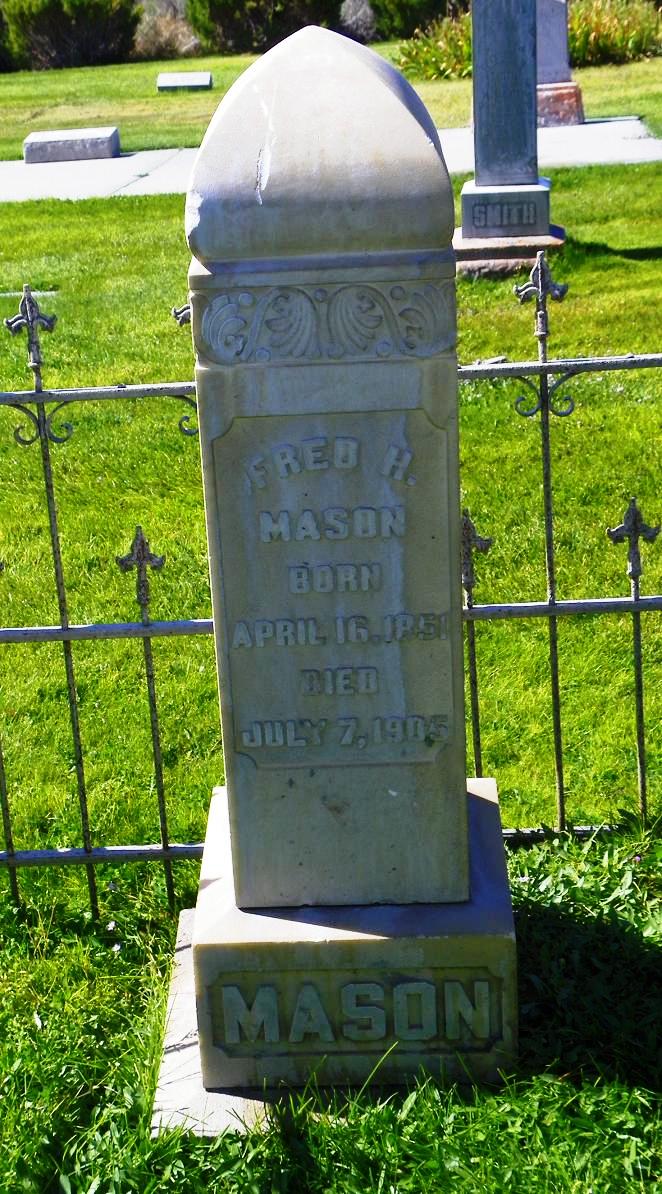 SMITH
FRED H.
MASON
BORN
APRIL 16, 1851
DIED
JULY 7, 1905
MASON